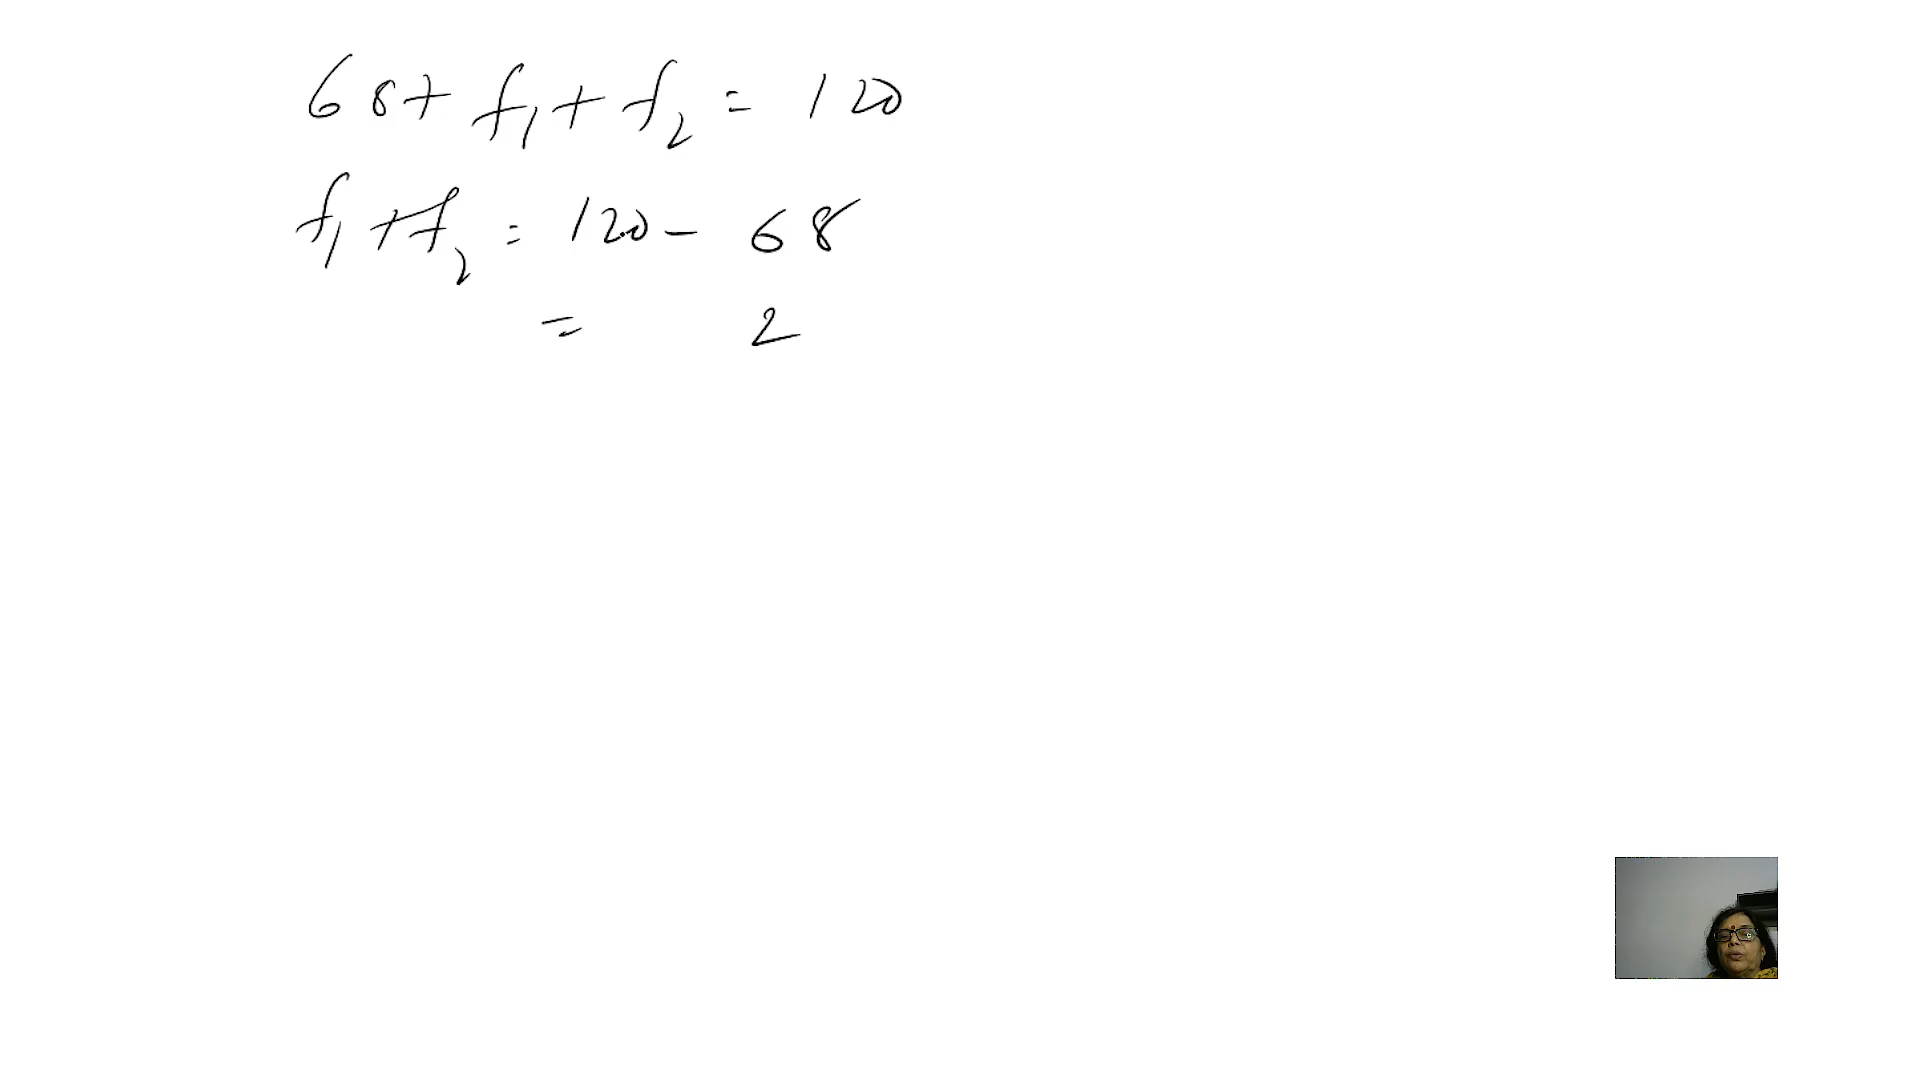 68 + f₁ + f₂ = 120
f₁ + f₂ = 120 - 68
= 2